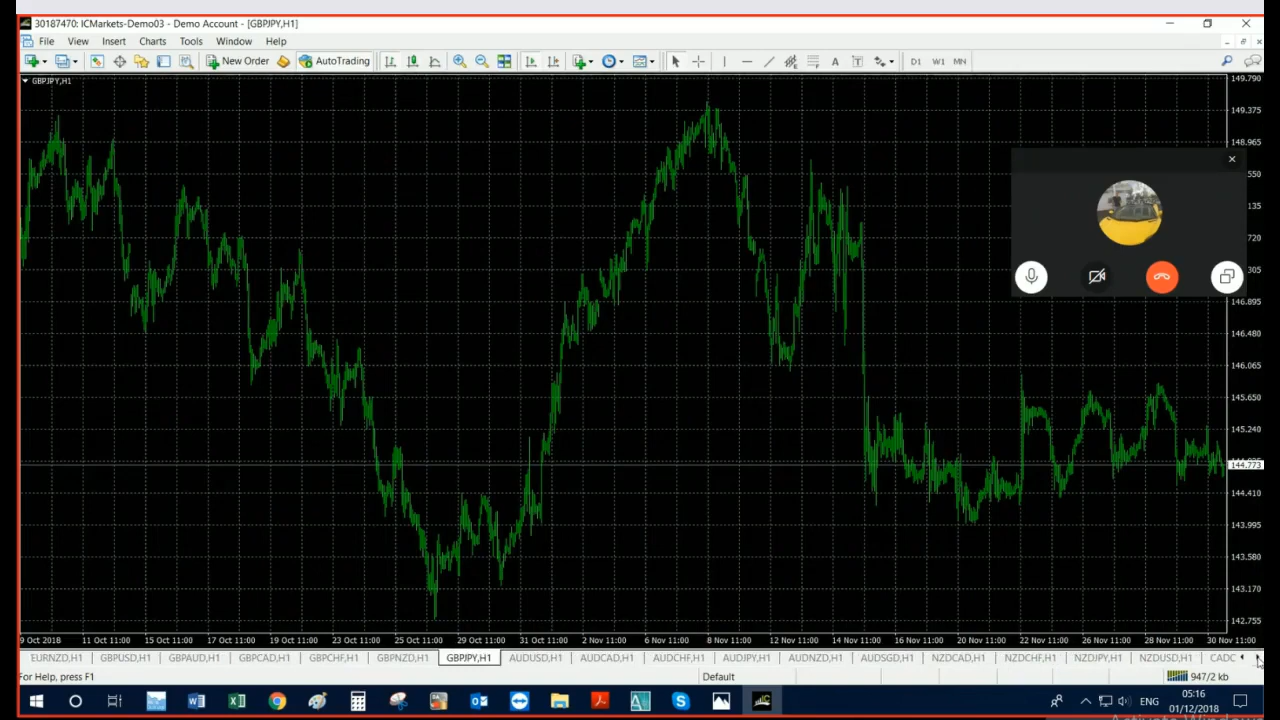 30187470: ICMarkets-Demo03 - Demo Account - [GBPJPY,H1]
File View Insert Charts Tools Window Help
New Order AutoTrading A T D1 W1 MN
GBPJPY,H1
149.790
149.375
148.965
550
135
720
305
146.895
146.480
146.065
145.650
145.240
144.773
144.410
143.995
143.580
143.170
142.755
9 Oct 2018 11 Oct 11:00 15 Oct 11:00 17 Oct 11:00 19 Oct 11:00 23 Oct 11:00 25 Oct 11:00 29 Oct 11:00 31 Oct 11:00 2 Nov 11:00 6 Nov 11:00 8 Nov 11:00 12 Nov 11:00 14 Nov 11:00 16 Nov 11:00 20 Nov 11:00 22 Nov 11:00 26 Nov 11:00 28 Nov 11:00 30 Nov 11:00
EURNZD,H1 GBPUSD,H1 GBPAUD,H1 GBPCAD,H1 GBPCHF,H1 GBPNZD,H1 GBPJPY,H1 AUDUSD,H1 AUDCAD,H1 AUDCHF,H1 AUDJPY,H1 AUDNZD,H1 AUDSGD,H1 NZDCAD,H1 NZDCHF,H1 NZDJPY,H1 NZDUSD,H1 CADC
For Help, press F1 Default 947/2 kb
ENG 05:16
01/12/2018